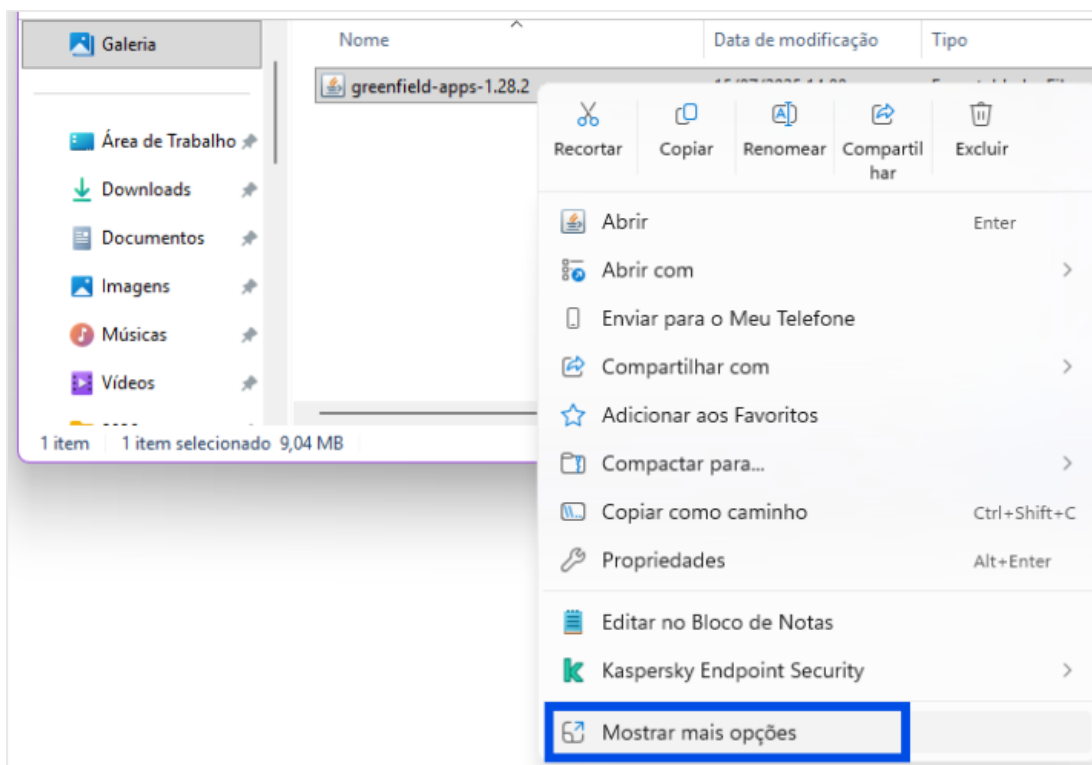 Galeria
Nome
Data de modificação
Tipo
greenfield-apps-1.28.2
Área de Trabalho
Downloads
Documentos
Imagens
Músicas
Vídeos
1 item
1 item selecionado 9,04 MB
Recortar
Copiar
Renomear
Compartil
har
Excluir
Abrir
Enter
Abrir com
Enviar para o Meu Telefone
Compartilhar com
Adicionar aos Favoritos
Compactar para...
Copiar como caminho
Ctrl+Shift+C
Propriedades
Alt+Enter
Editar no Bloco de Notas
Kaspersky Endpoint Security
Mostrar mais opções